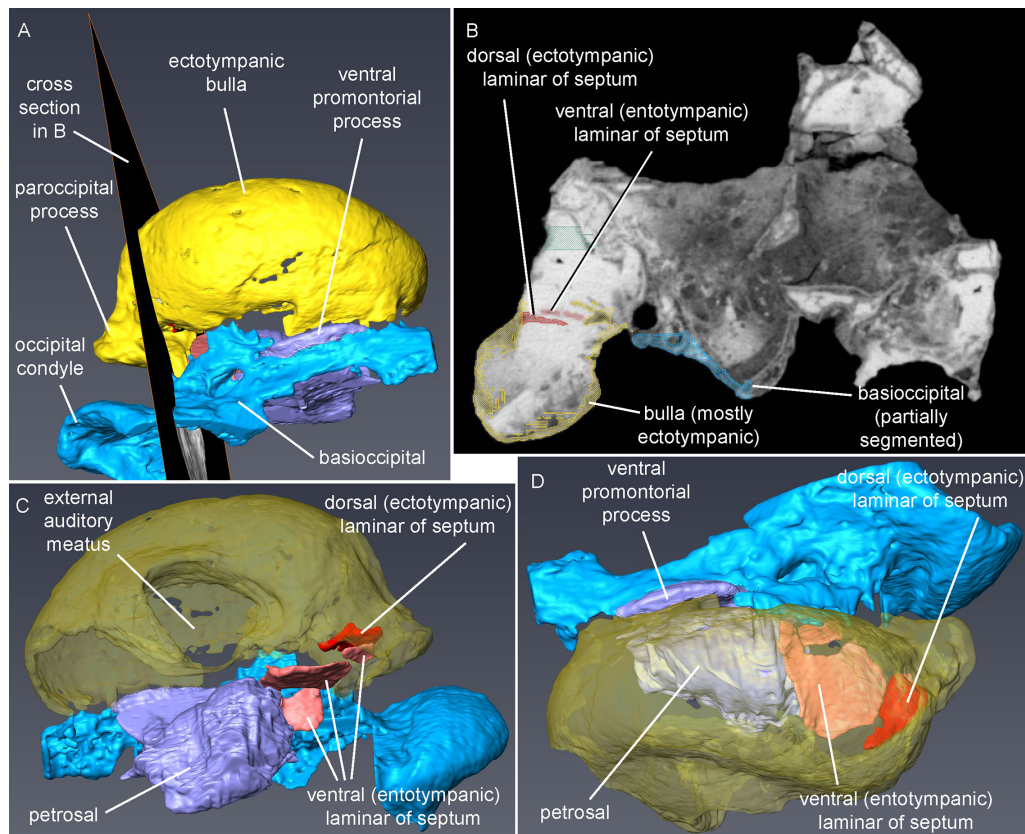 A
ectotympanic
bulla
cross
section
in B
ventral
promontorial
process
paroccipital
process
occipital
condyle
basioccipital
B
dorsal (ectotympanic)
laminar of septum
ventral (entotympanic)
laminar of septum
bulla (mostly
ectotympanic)
basioccipital
(partially
segmented)
C
external
auditory
meatus
dorsal (ectotympanic)
laminar of septum
petrosal
ventral (entotympanic)
laminar of septum
D
ventral
promontorial
process
dorsal (ectotympanic)
laminar of septum
petrosal
ventral (entotympanic)
laminar of septum